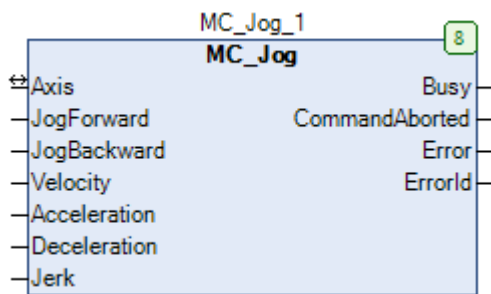 MC_Jog_1
8
MC_Jog
Axis Busy
JogForward CommandAborted
JogBackward Error
Velocity ErrorId
Acceleration
Deceleration
Jerk